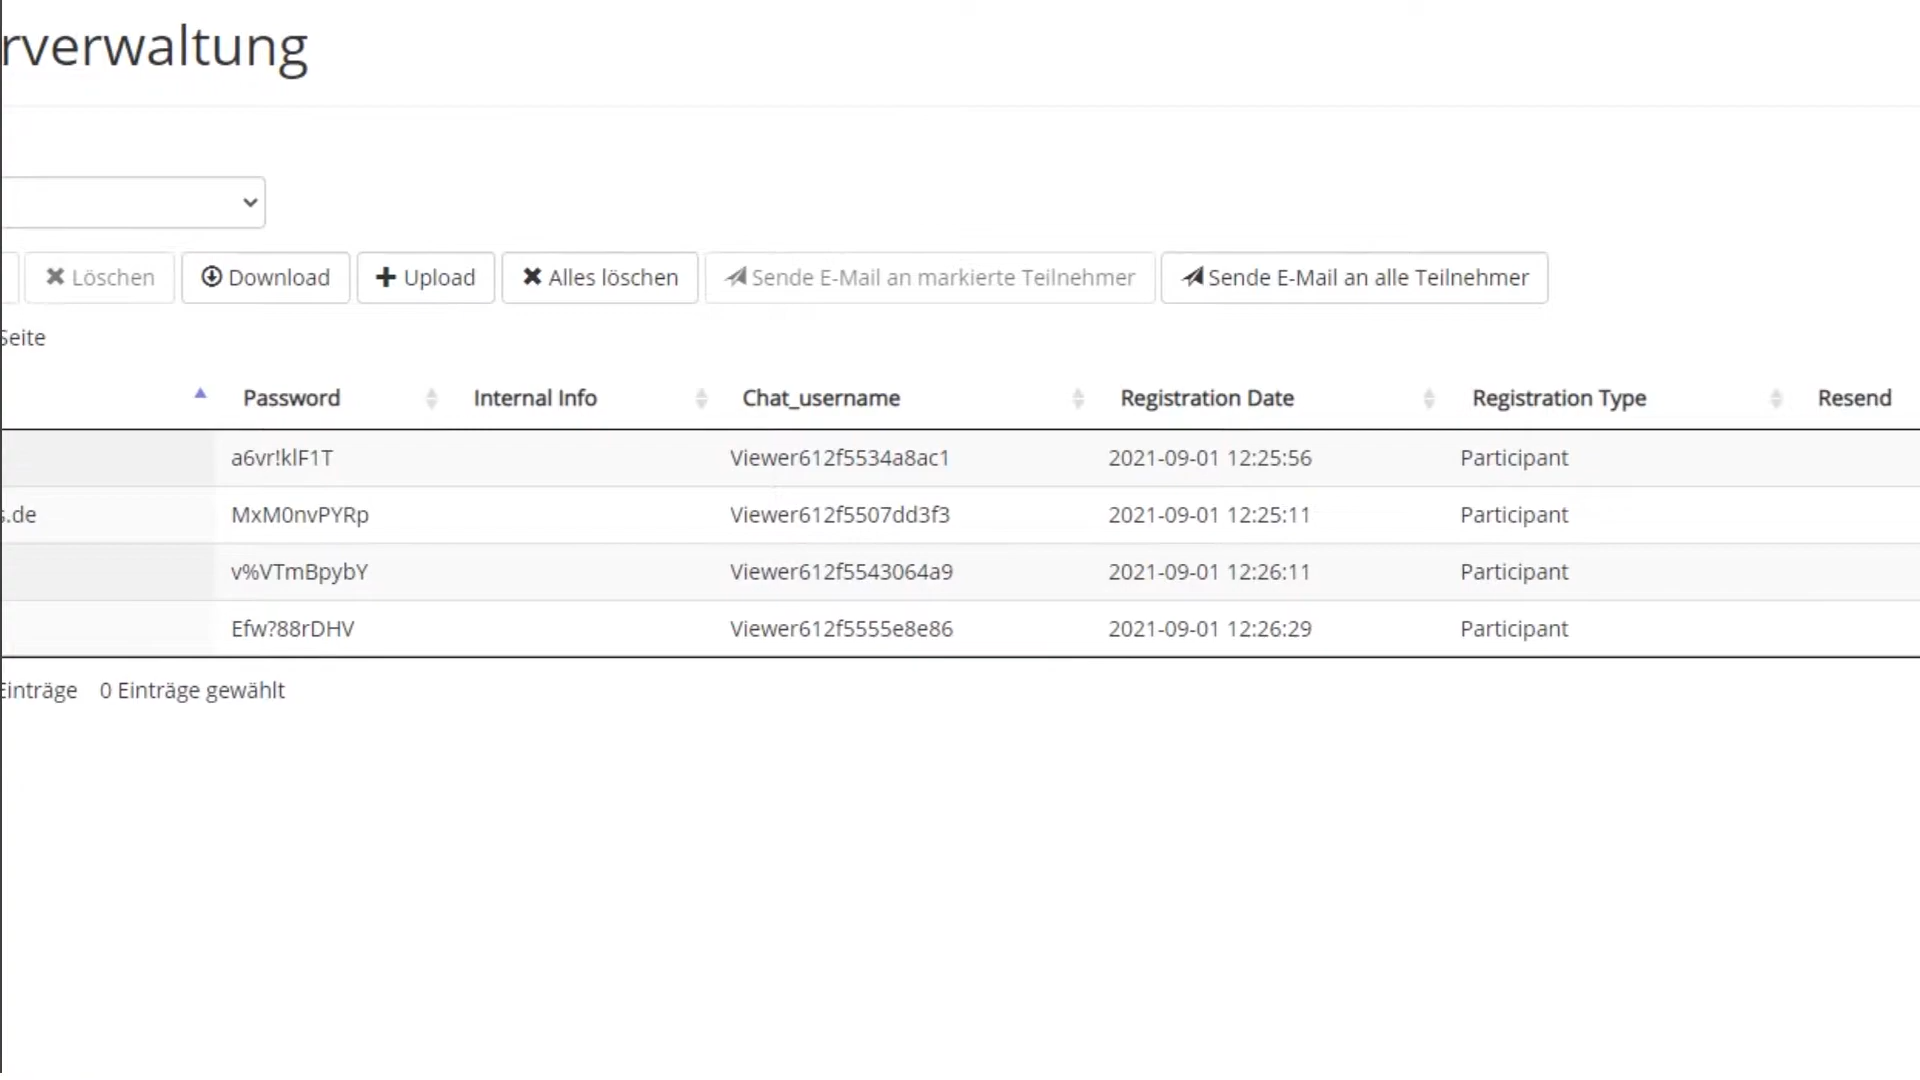 rverwaltung
Löschen Download Upload Alles löschen Sende E-Mail an markierte Teilnehmer Sende E-Mail an alle Teilnehmer
Seite
Password Internal Info Chat_username Registration Date Registration Type Resend
a6vr!klF1T Viewer612f5534a8ac1 2021-09-01 12:25:56 Participant
s.de MxM0nvPYRp Viewer612f5507dd3f3 2021-09-01 12:25:11 Participant
v%VTmBpybY Viewer612f5543064a9 2021-09-01 12:26:11 Participant
Efw?88rDHV Viewer612f5555e8e86 2021-09-01 12:26:29 Participant
Einträge 0 Einträge gewählt